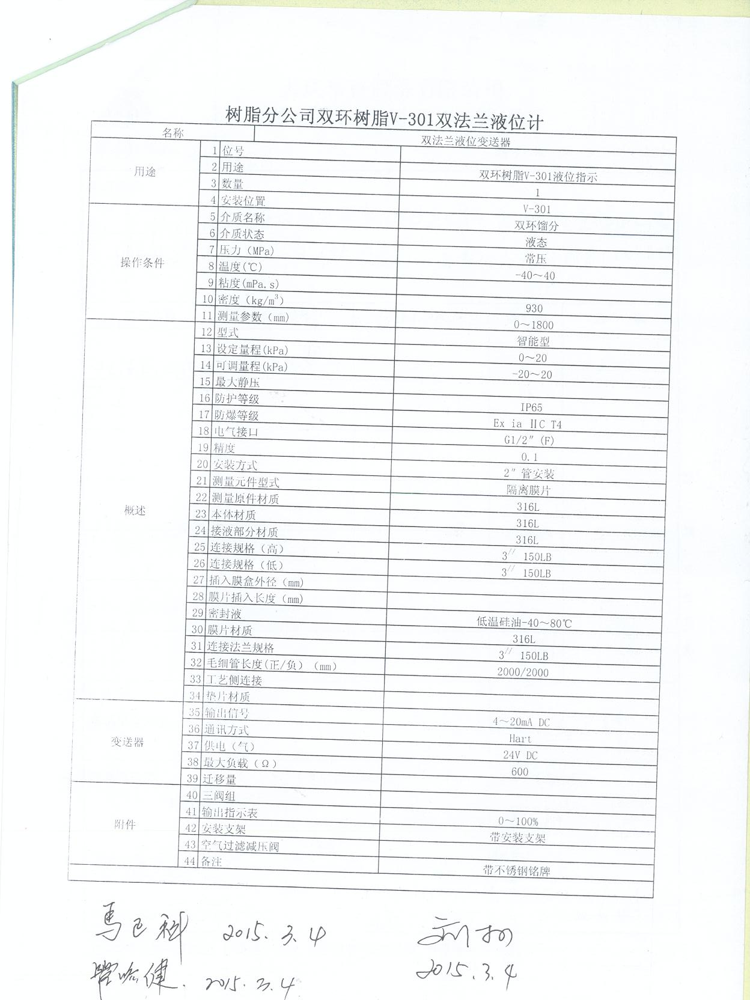 树脂分公司双环树脂V-301双法兰液位计
名称 双法兰液位变送器
用途
1 位号
2 用途 双环树脂V-301液位指示
3 数量 1
4 安装位置 V-301
操作条件
5 介质名称 双环馏分
6 介质状态 液态
7 压力（MPa） 常压
8 温度(℃) -40～40
9 粘度(mPa.s)
10 密度（kg/m³） 930
11 测量参数（mm） 0～1800
概述
12 型式 智能型
13 设定量程(kPa) 0～20
14 可调量程(kPa) -20～20
15 最大静压
16 防护等级 IP65
17 防爆等级 Ex ia ⅡC T4
18 电气接口 G1/2″(F)
19 精度 0.1
20 安装方式 2″管安装
21 测量元件型式 隔离膜片
22 测量原件材质 316L
23 本体材质 316L
24 接液部分材质 316L
25 连接规格（高） 3″ 150LB
26 连接规格（低） 3″ 150LB
27 插入膜盒外径（mm)
28 膜片插入长度（mm)
29 密封液 低温硅油-40～80℃
30 膜片材质 316L
31 连接法兰规格 3″ 150LB
32 毛细管长度(正/负）（mm） 2000/2000
33 工艺侧连接
34 垫片材质
变送器
35 输出信号 4～20mA DC
36 通讯方式 Hart
37 供电（气） 24V DC
38 最大负载（Ω） 600
39 迁移量
附件
40 三阀组
41 输出指示表 0～100%
42 安装支架 带安装支架
43 空气过滤减压阀
44 备注 带不锈钢铭牌
2015.3.4
2015.3.4
2015.3.4